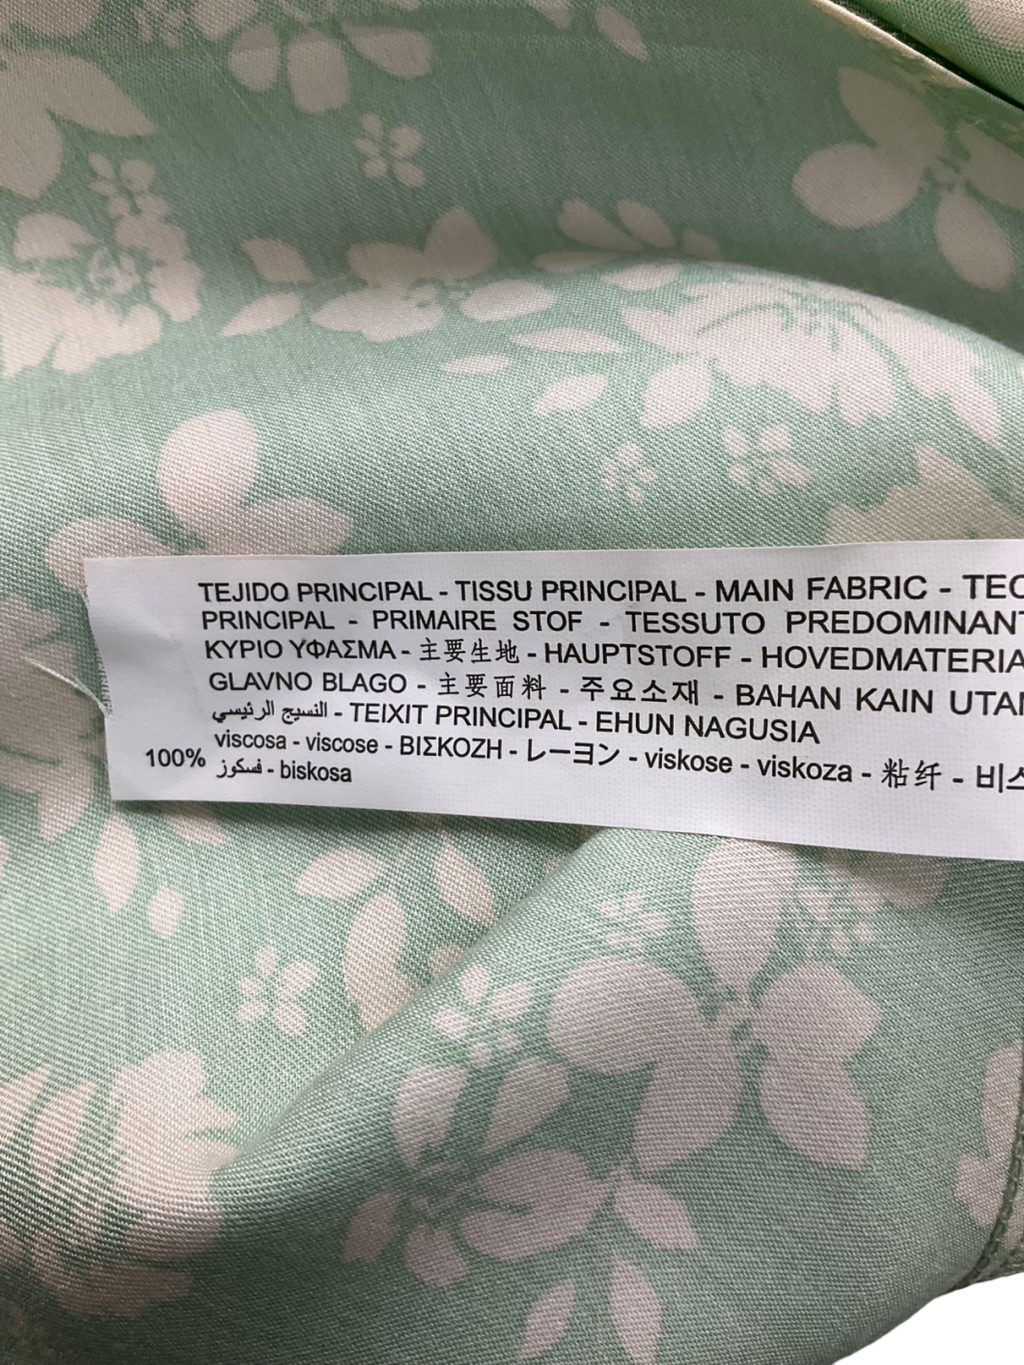 TEJIDO PRINCIPAL - TISSU PRINCIPAL - MAIN FABRIC -
PRINCIPAL - PRIMAIRE STOF - TESSUTO
ΚΥΡΙΟ ΥΦΑΣΜΑ - 主要生地 - HAUPTSTOFF -
GLAVNO BLAGO - 主要面料 - 주요소재 - BAHAN KAIN
النسيج الرئيسي - TEIXIT PRINCIPAL - EHUN NAGUSIA
100% viscosa - viscose - ΒΙΣΚΟΖΗ - レーヨン - viskose - viskoza - 粘纤 -
فسكوز - biskosa